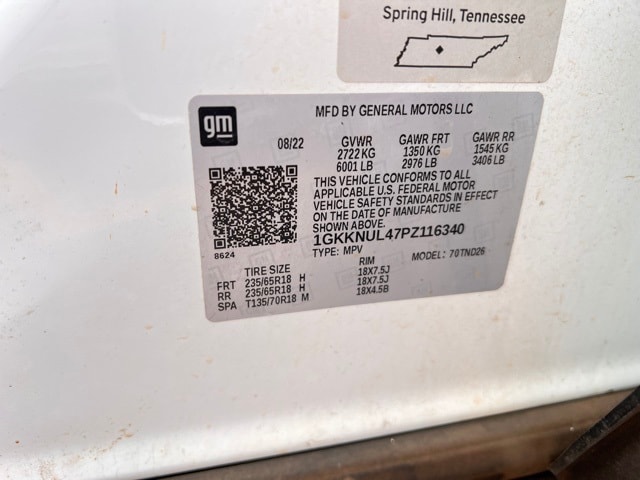 Spring Hill, Tennessee
gm
MFD BY GENERAL MOTORS LLC
08/22 GVWR GAWR FRT GAWR RR
2722 KG 1350 KG 1545 KG
6001 LB 2976 LB 3406 LB
THIS VEHICLE CONFORMS TO ALL
APPLICABLE U.S. FEDERAL MOTOR
VEHICLE SAFETY STANDARDS IN EFFECT
ON THE DATE OF MANUFACTURE
SHOWN ABOVE.
1GKKNUL47PZ116340
8624
TYPE: MPV MODEL: 70TND26
TIRE SIZE RIM
FRT 235/65R18 H 18X7.5J
RR 235/65R18 H 18X7.5J
SPA T135/70R18 M 18X4.5B